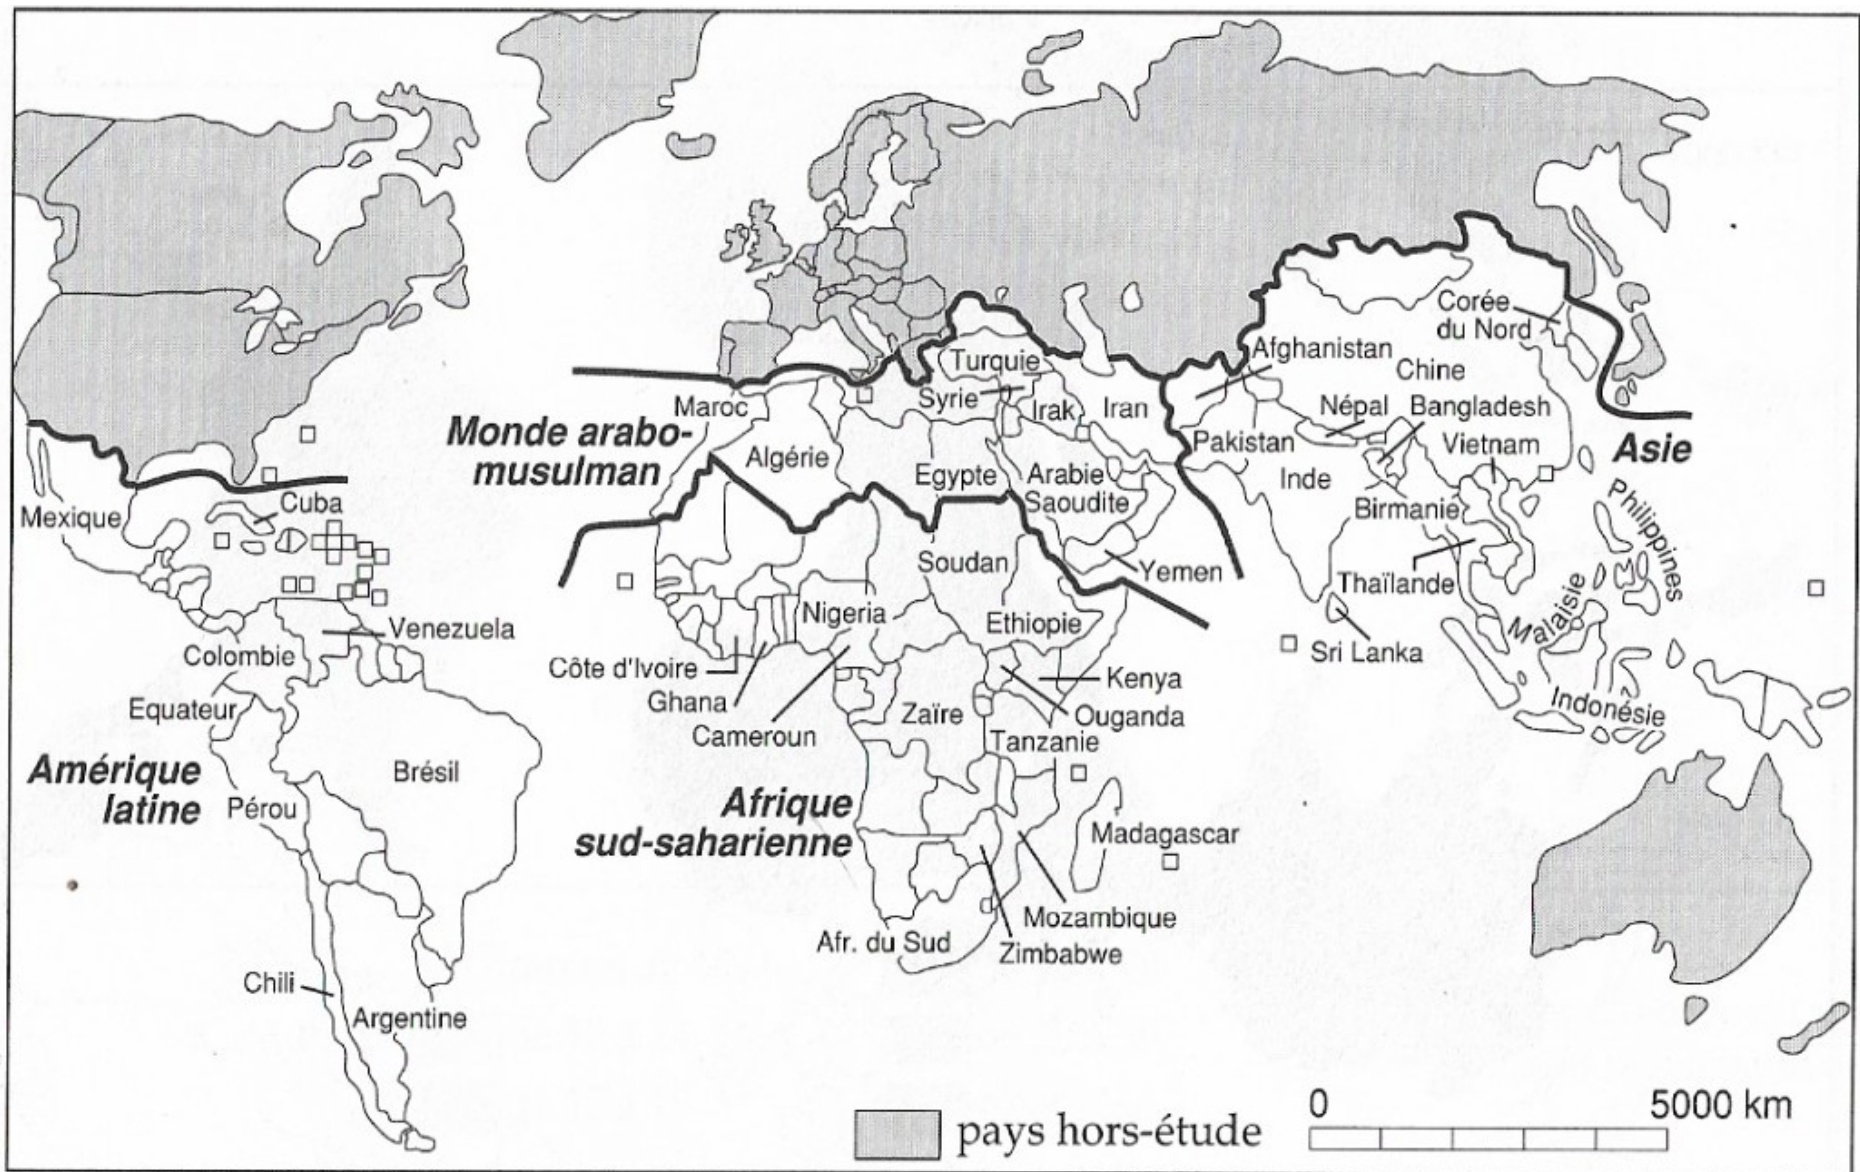 Corée
du Nord
Afghanistan
Chine
Turquie
Syrie
Irak
Iran
Népal
Bangladesh
Maroc
Monde arabo-
musulman
Algérie
Egypte
Arabie
Saoudite
Pakistan
Inde
Vietnam
Asie
Mexique
Cuba
Birmanie
Philippines
Soudan
Yemen
Thaïlande
Malaisie
Nigeria
Ethiopie
Venezuela
Colombie
Côte d'Ivoire
Ghana
Cameroun
Kenya
Ouganda
Sri Lanka
Indonésie
Equateur
Zaïre
Tanzanie
Amérique
latine
Brésil
Pérou
Afrique
sud-saharienne
Madagascar
Mozambique
Afr. du Sud
Zimbabwe
Chili
Argentine
pays hors-étude
0 5000 km